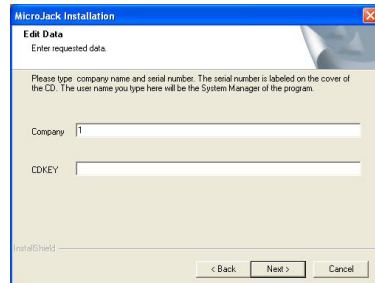 MicroJack Installation
Edit Data
Enter requested data.
Please type company name and serial number. The serial number is labeled on the cover of
the CD. The user name you type here will be the System Manager of the program.
Company 1
CDKEY
InstallShield
< Back Next > Cancel